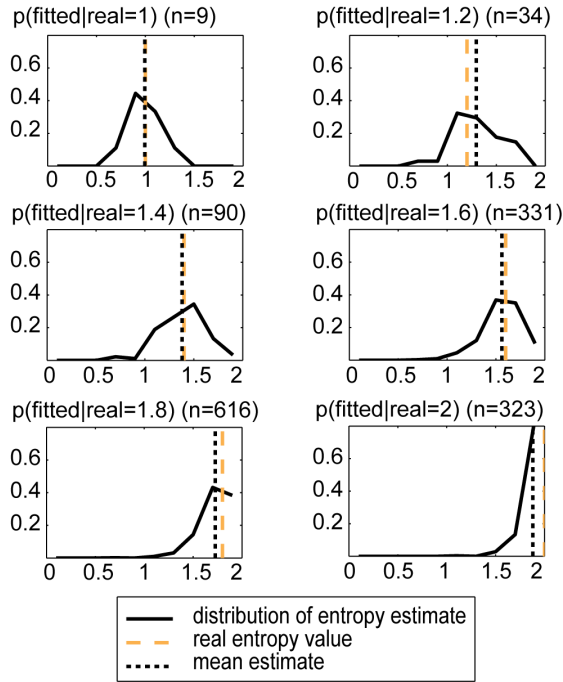 p(fitted|real=1) (n=9)
p(fitted|real=1.2) (n=34)
0.8
0.6
0.4
0.2
0 0.5 1 1.5 2
0.6
0.4
0.2
0 0.5 1 1.5 2
p(fitted|real=1.4) (n=90)
p(fitted|real=1.6) (n=331)
0.6
0.4
0.2
0 0.5 1 1.5 2
0.6
0.4
0.2
0 0.5 1 1.5 2
p(fitted|real=1.8) (n=616)
p(fitted|real=2) (n=323)
0.6
0.4
0.2
0 0.5 1 1.5 2
0.6
0.4
0.2
0 0.5 1 1.5 2
distribution of entropy estimate
real entropy value
mean estimate